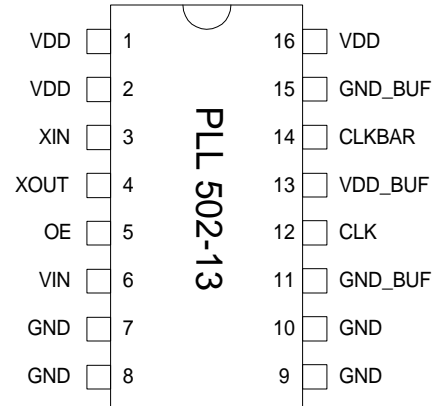 VDD 1 16 VDD
VDD 2 15 GND_BUF
XIN 3 14 CLKBAR
XOUT 4 13 VDD_BUF
OE 5 12 CLK
VIN 6 11 GND_BUF
GND 7 10 GND
GND 8 9 GND
PLL 502-13